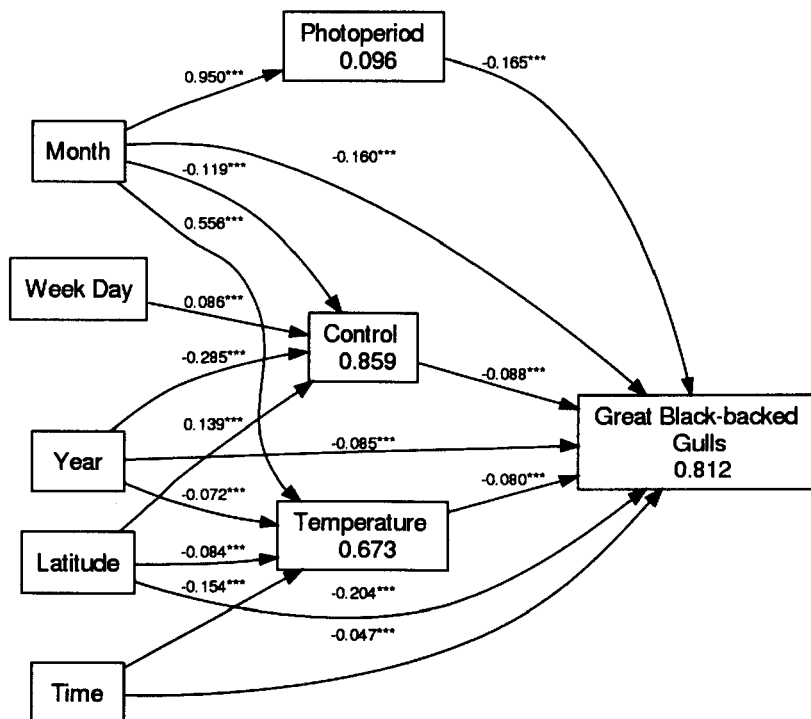 Photoperiod
0.096
0.950***
-0.165***
Month
-0.160***
-0.119***
0.556***
Week Day
0.086***
Control
0.859
-0.285***
-0.088***
0.139***
Great Black-backed
Gulls
0.812
Year
-0.085***
-0.072***
-0.080***
Temperature
0.673
Latitude
-0.084***
-0.154***
-0.204***
-0.047***
Time